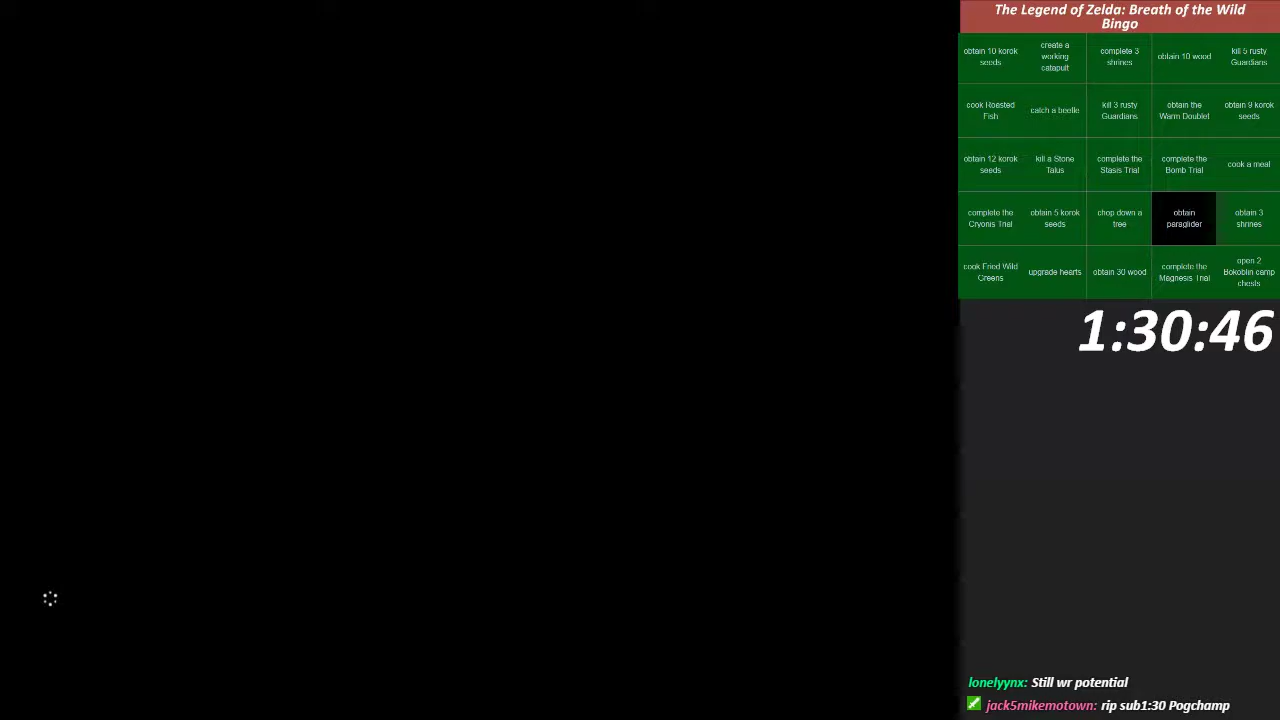 The Legend of Zelda: Breath of the Wild
Bingo
obtain 10 korok
seeds
create a
working
catapult
complete 3
shrines
obtain 10 wood
kill 5 rusty
Guardians
cook Roasted
Fish
catch a beetle
kill 3 rusty
Guardians
obtain the
Warm Doublet
obtain 9 korok
seeds
obtain 12 korok
seeds
kill a Stone
Talus
complete the
Stasis Trial
complete the
Bomb Trial
cook a meal
complete the
Cryonis Trial
obtain 5 korok
seeds
chop down a
tree
obtain
paraglider
obtain 3
shrines
cook Fried Wild
Greens
upgrade hearts
obtain 30 wood
complete the
Magnesis Trial
open 2
Bokoblin camp
chests
1:30:46
lonelyynx: Still wr potential
jack5mikemotown: rip sub1:30 Pogchamp